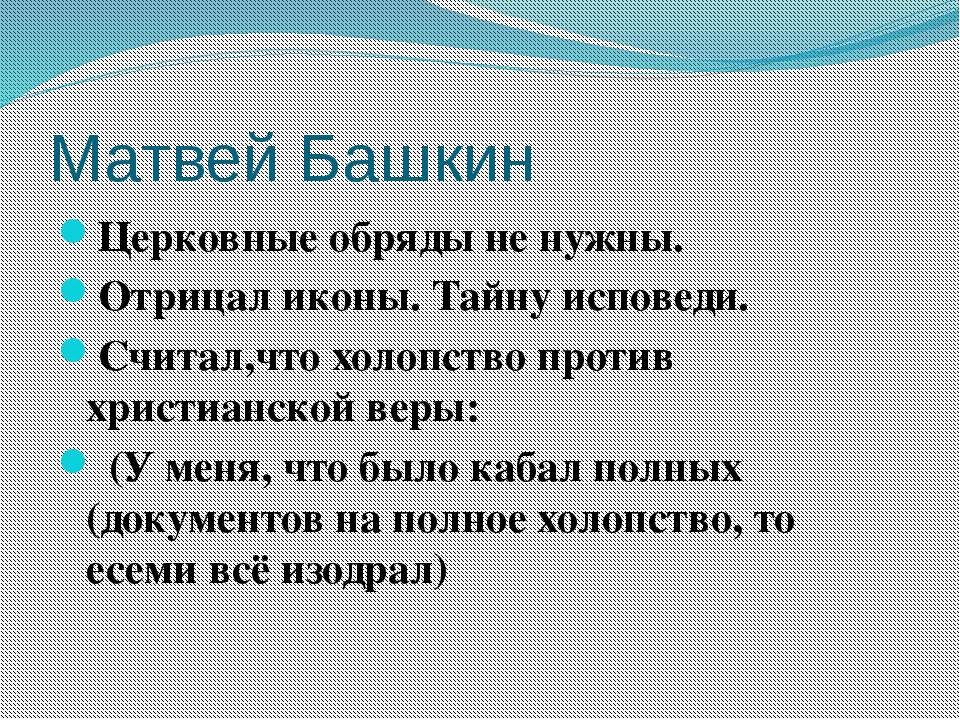 Матвей Башкин
Церковные обряды не нужны.
Отрицал иконы. Тайну исповеди.
Считал,что холопство против
христианской веры:
(У меня, что было кабал полных
(документов на полное холопство, то
есеми всё изодрал)